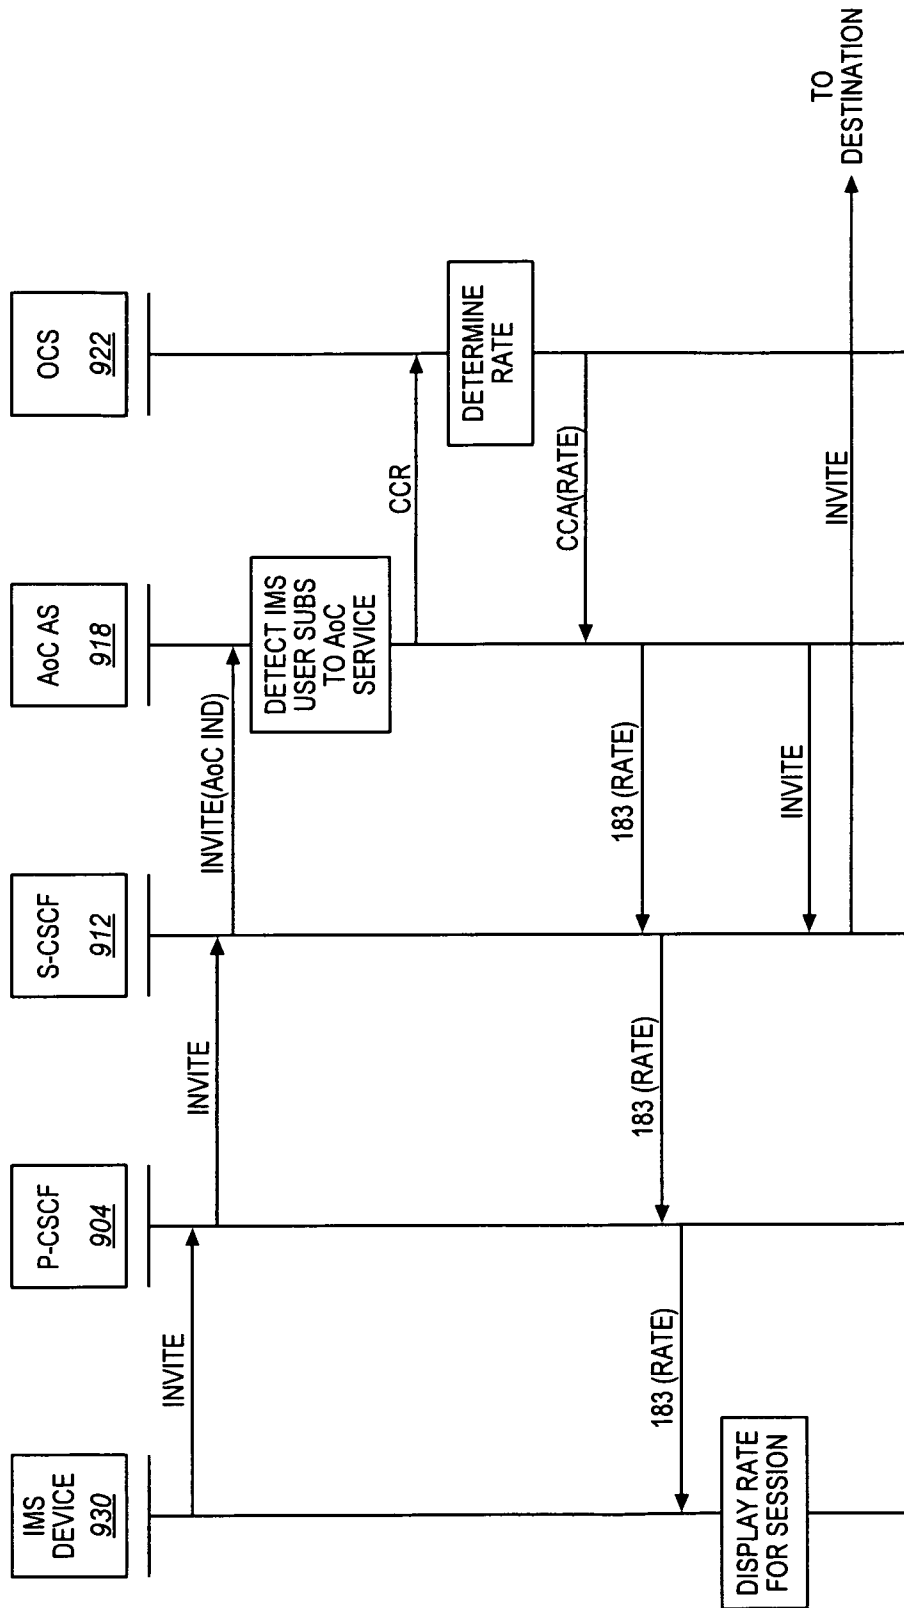 IMS
DEVICE
930
P-CSCF
904
S-CSCF
912
AoC AS
918
OCS
922
INVITE
INVITE
INVITE(AoC IND)
DETECT IMS
USER SUBS
TO AoC
SERVICE
CCR
DETERMINE
RATE
CCA(RATE)
183 (RATE)
183 (RATE)
183 (RATE)
DISPLAY RATE
FOR SESSION
INVITE
INVITE
TO
DESTINATION